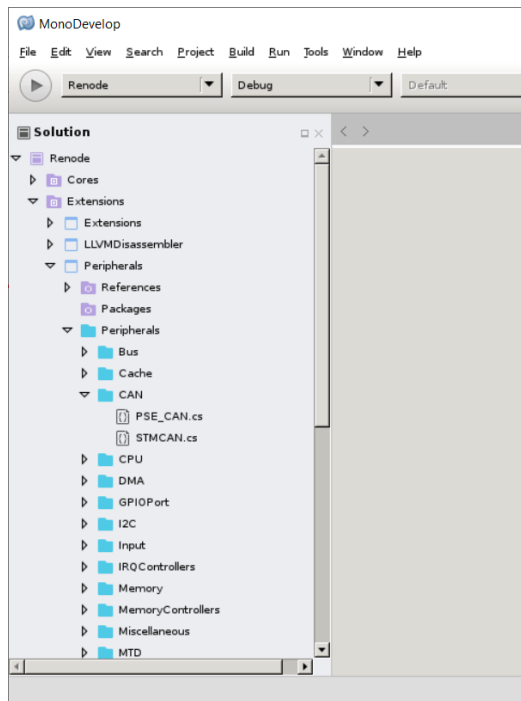 MonoDevelop
File Edit View Search Project Build Run Tools Window Help
Renode Debug Default
Solution
Renode
Cores
Extensions
Extensions
LLVMDisassembler
Peripherals
References
Packages
Peripherals
Bus
Cache
CAN
PSE_CAN.cs
STMCAN.cs
CPU
DMA
GPIOPort
I2C
Input
IRQControllers
Memory
MemoryControllers
Miscellaneous
MTD